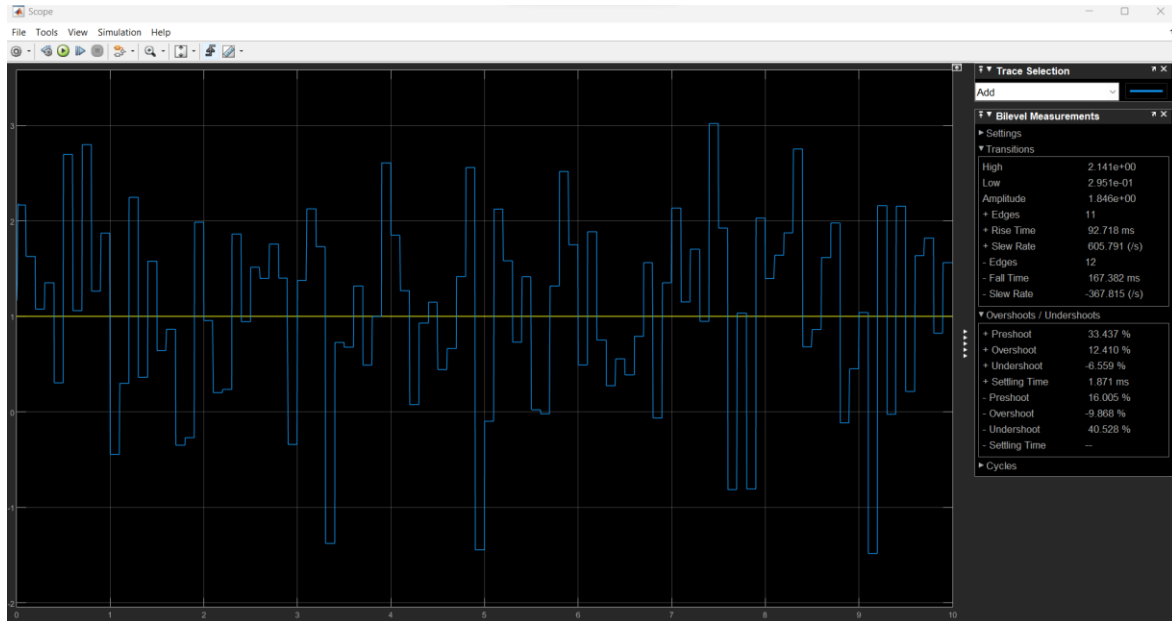 Scope
File Tools View Simulation Help
3
2
1
0
-1
-2
0 1 2 3 4 5 6 7 8 9 10
Trace Selection
Add
Bilevel Measurements
Settings
Transitions
High 2.141e+00
Low 2.951e-01
Amplitude 1.846e+00
+ Edges 11
+ Rise Time 92.718 ms
+ Slew Rate 605.791 (/s)
- Edges 12
- Fall Time 167.382 ms
- Slew Rate -367.815 (/s)
Overshoots / Undershoots
+ Preshoot 33.437 %
+ Overshoot 12.410 %
+ Undershoot -6.559 %
+ Settling Time 1.871 ms
- Preshoot 16.005 %
- Overshoot -9.868 %
- Undershoot 40.528 %
- Settling Time --
Cycles